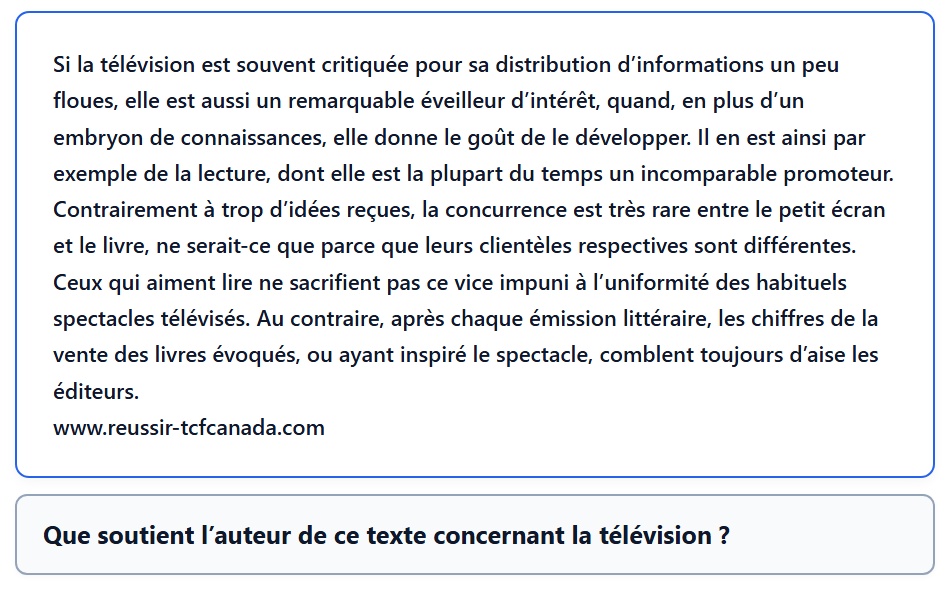 Si la télévision est souvent critiquée pour sa distribution d’informations un peu
floues, elle est aussi un remarquable éveilleur d’intérêt, quand, en plus d’un
embryon de connaissances, elle donne le goût de le développer. Il en est ainsi par
exemple de la lecture, dont elle est la plupart du temps un incomparable promoteur.
Contrairement à trop d’idées reçues, la concurrence est très rare entre le petit écran
et le livre, ne serait-ce que parce que leurs clientèles respectives sont différentes.
Ceux qui aiment lire ne sacrifient pas ce vice impuni à l’uniformité des habituels
spectacles télévisés. Au contraire, après chaque émission littéraire, les chiffres de la
vente des livres évoqués, ou ayant inspiré le spectacle, comblent toujours d’aise les
éditeurs.
www.reussir-tcfcanada.com
Que soutient l’auteur de ce texte concernant la télévision ?